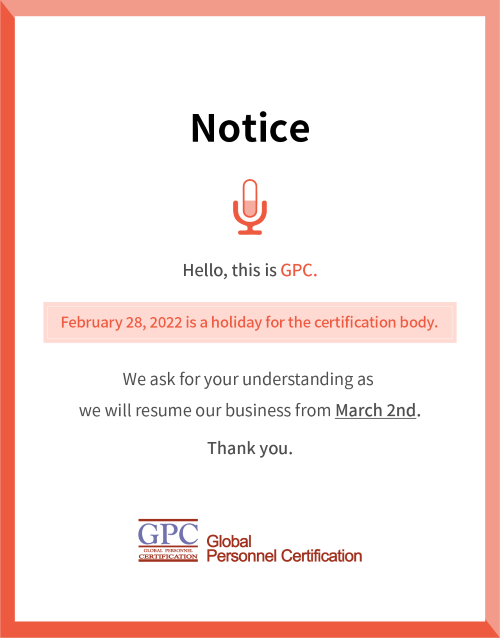 Notice
Hello, this is GPC.
February 28, 2022 is a holiday for the certification body.
We ask for your understanding as
we will resume our business from March 2nd.
Thank you.
GPC
GLOBAL PERSONNEL
CERTIFICATION
Global
Personnel Certification